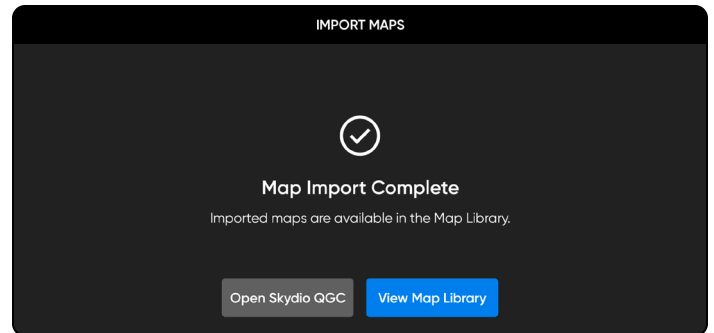 IMPORT MAPS
Map Import Complete
Imported maps are available in the Map Library.
Open Skydio QGC
View Map Library